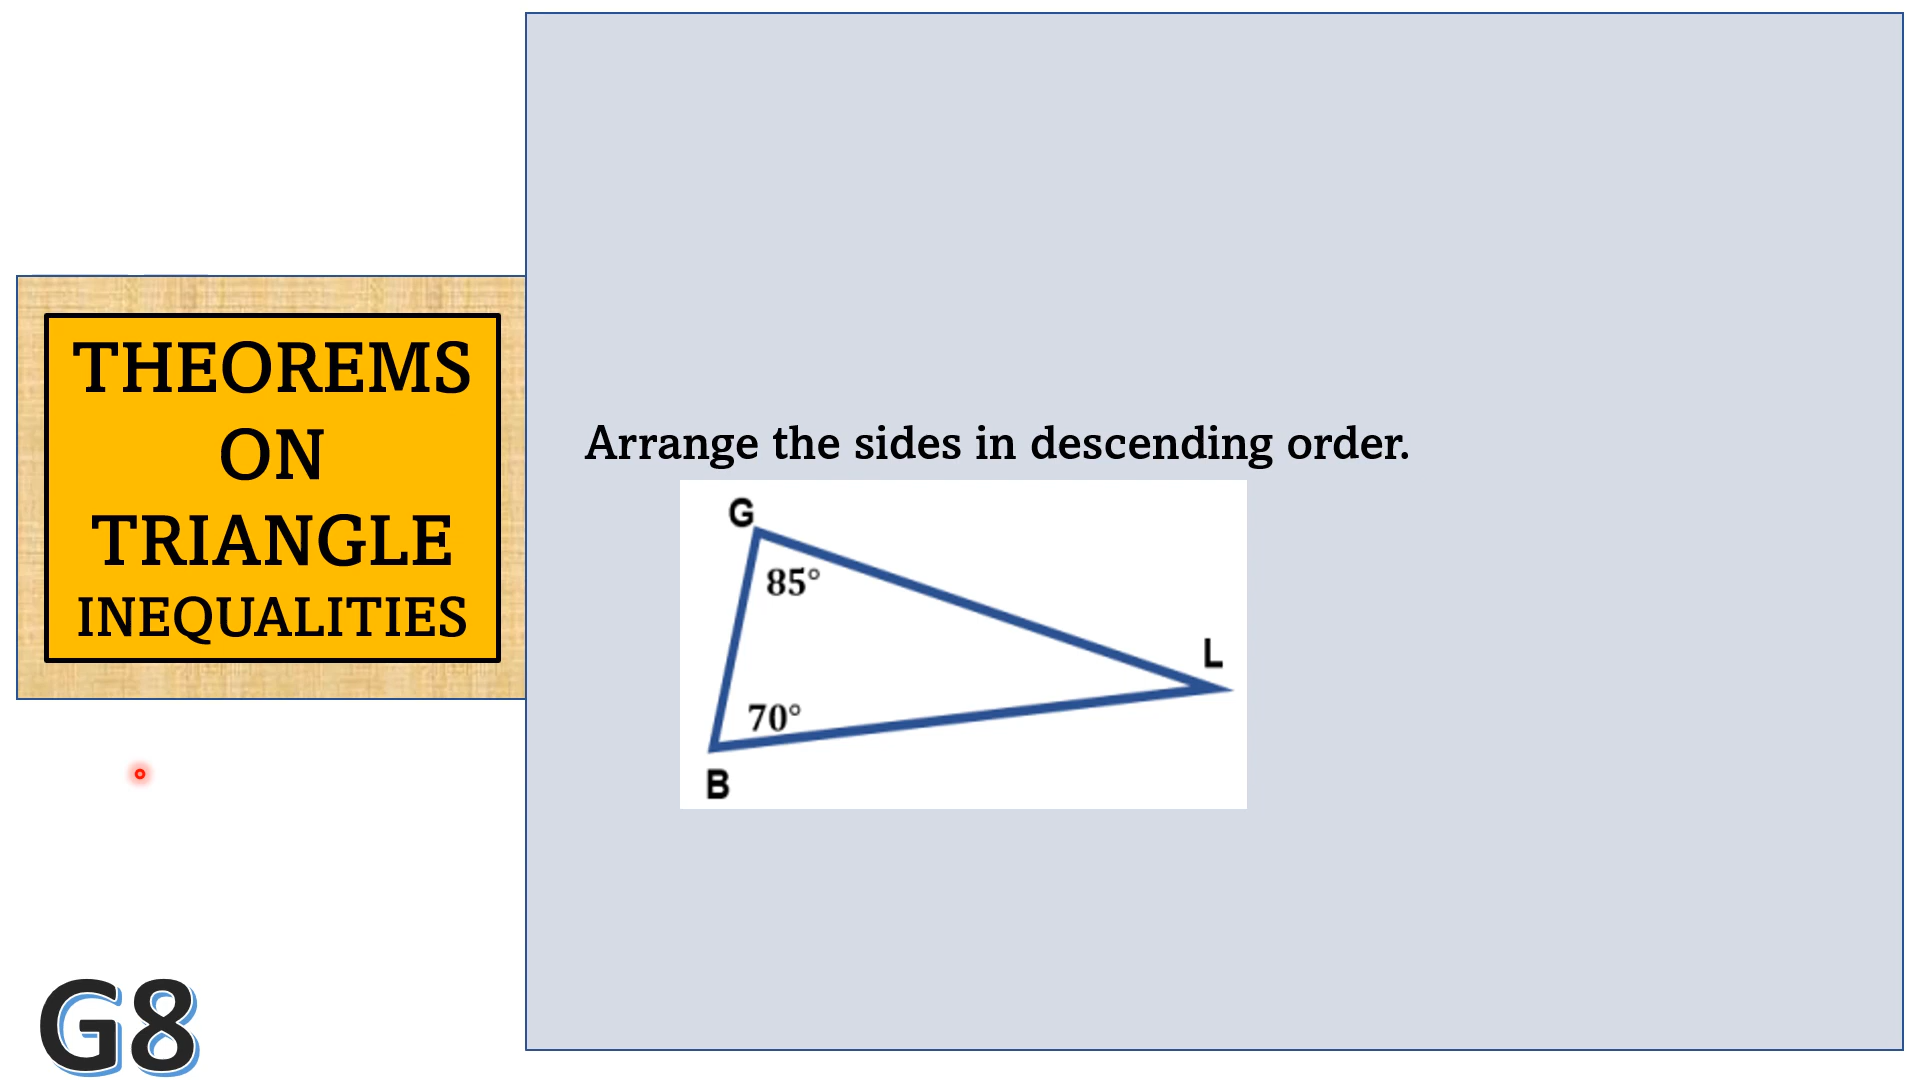 THEOREMS
ON
TRIANGLE
INEQUALITIES
Arrange the sides in descending order.
G
85°
L
70°
B
G8